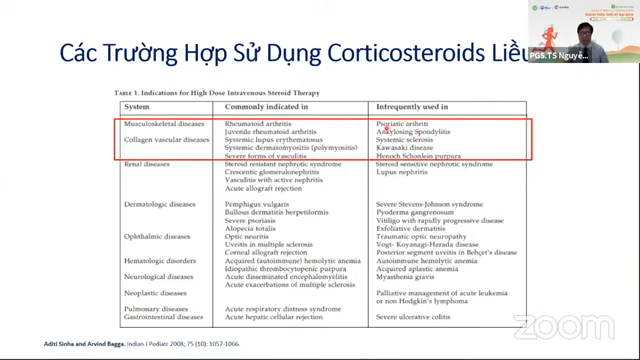 Các Trường Hợp Sử Dụng Corticosteroids Liều
PGS.TS Nguyễ...
TABLE 1. Indications for High Dose Intravenous Steroid Therapy
System Commonly indicated in Infrequently used in
Musculoskeletal diseases Rheumatoid arthritis Psoriatic arthriti
Juvenile rheumatoid arthritis Ankylosing Spondylitis
Collagen vascular diseases Systemic lupus erythematosus Systemic sclerosis
Systemic dermatomyositis (polymyositis) Kawasaki disease
Severe forms of vasculitis Henoch Schonlein purpura
Renal diseases Steroid resistant nephrotic syndrome Steroid sensitive nephrotic syndrome
Crescentic glomerulonephritis Lupus nephritis
Vasculitis with active nephritis
Acute allograft rejection
Dermatologic diseases Pemphigus vulgaris Severe Stevens-Johnson syndrome
Bullous dermatitis herpetiformis Pyoderma gangrenosum
Severe psoriasis Vitiligo with rapidly progressive disease
Alopecia totalis Exfoliative dermatitis
Ophthalmic diseases Optic neuritis Traumatic optic neuropathy
Uveitis in multiple sclerosis Vogt- Koyanagi-Harada disease
Corneal allograft rejection Posterior segment uveitis in Behçet's disease
Hematologic disorders Acquired (autoimmune) hemolytic anemia Autoimmune hemolytic anemia
Idiopathic thrombocytopenic purpura Acquired aplastic anemia
Neurological diseases Acute disseminated encephalomyelitis Myasthenia gravis
Acute exacerbations of multiple sclerosis
Neoplastic diseases Palliative management of acute leukemia
or non Hodgkin's lymphoma
Pulmonary diseases Acute respiratory distress syndrome
Gastrointestinal diseases Acute hepatic cellular rejection Severe ulcerative colitis
Aditi Sinha and Arvind Bagga. Indian J Pediatr 2008; 75 (10): 1057-1066.
zoom